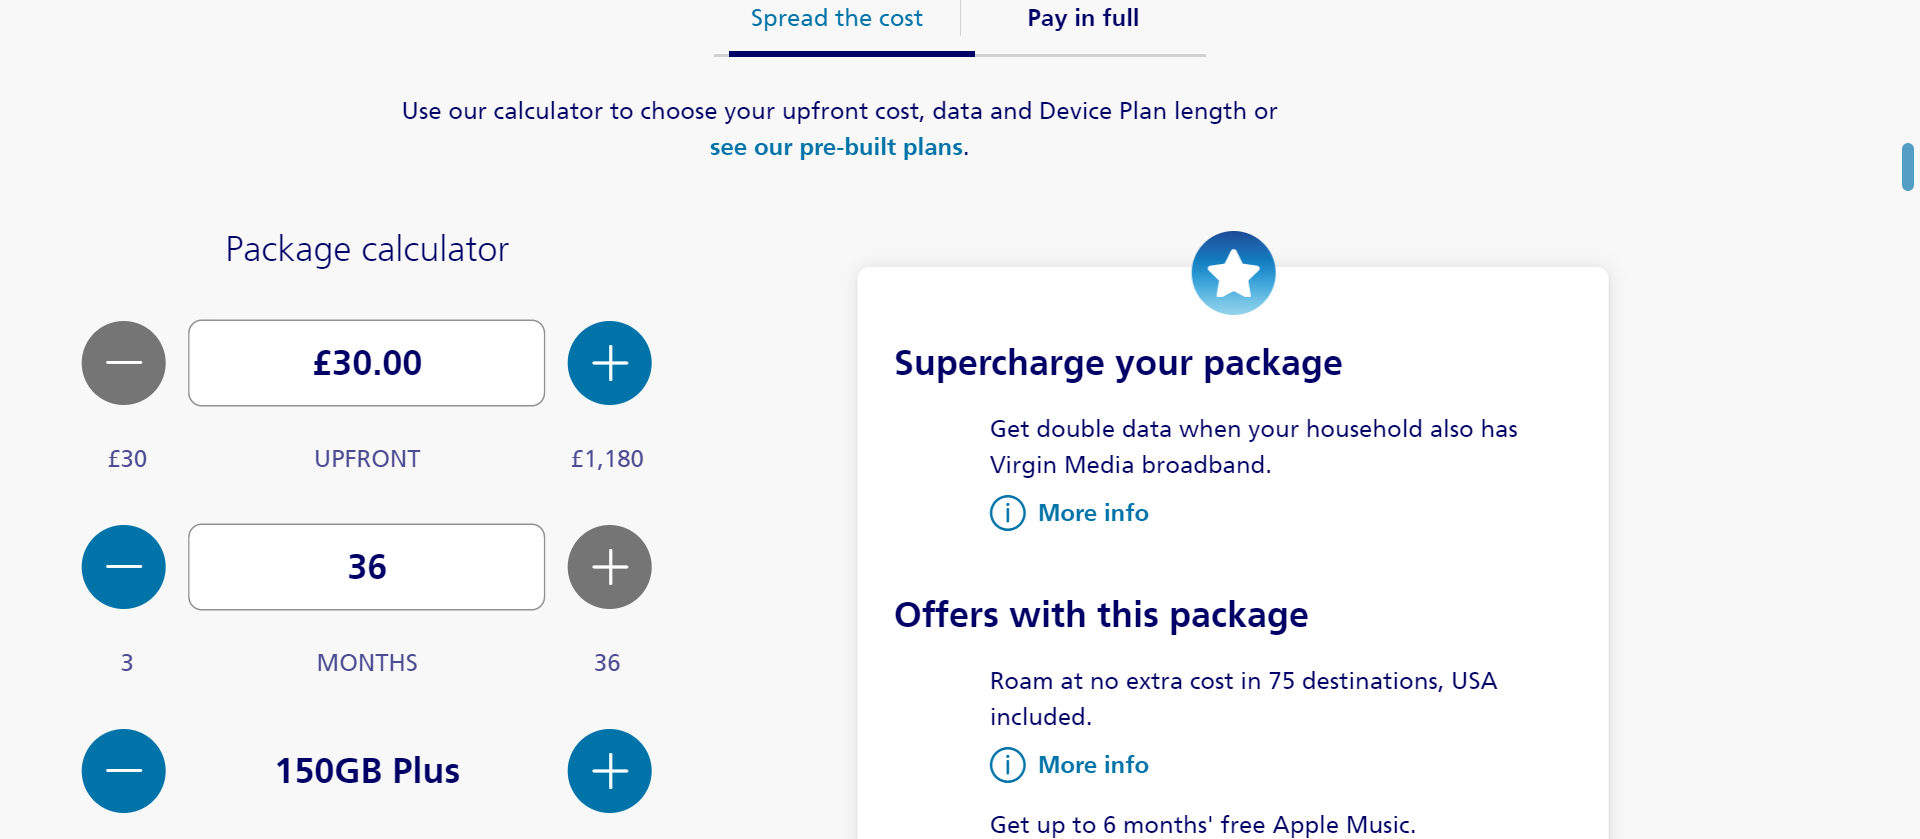 Spread the cost
Pay in full
Use our calculator to choose your upfront cost, data and Device Plan length or
see our pre-built plans.
Package calculator
£30.00
£30 UPFRONT £1,180
36
3 MONTHS 36
150GB Plus
Supercharge your package
Get double data when your household also has
Virgin Media broadband.
More info
Offers with this package
Roam at no extra cost in 75 destinations, USA
included.
More info
Get up to 6 months' free Apple Music.